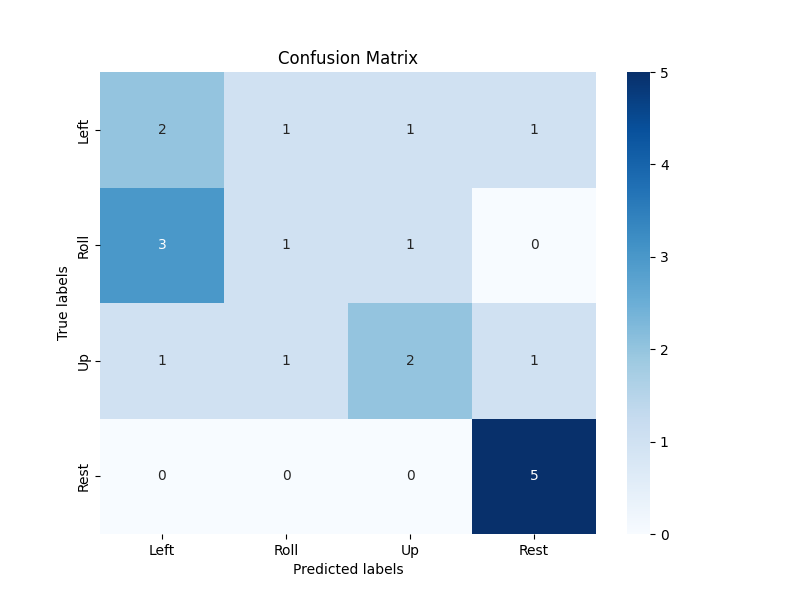 Confusion Matrix
Left 2 1 1 1
Roll 3 1 1 0
Up 1 1 2 1
Rest 0 0 0 5
Left Roll Up Rest
Predicted labels
True labels
5
4
3
2
1
0